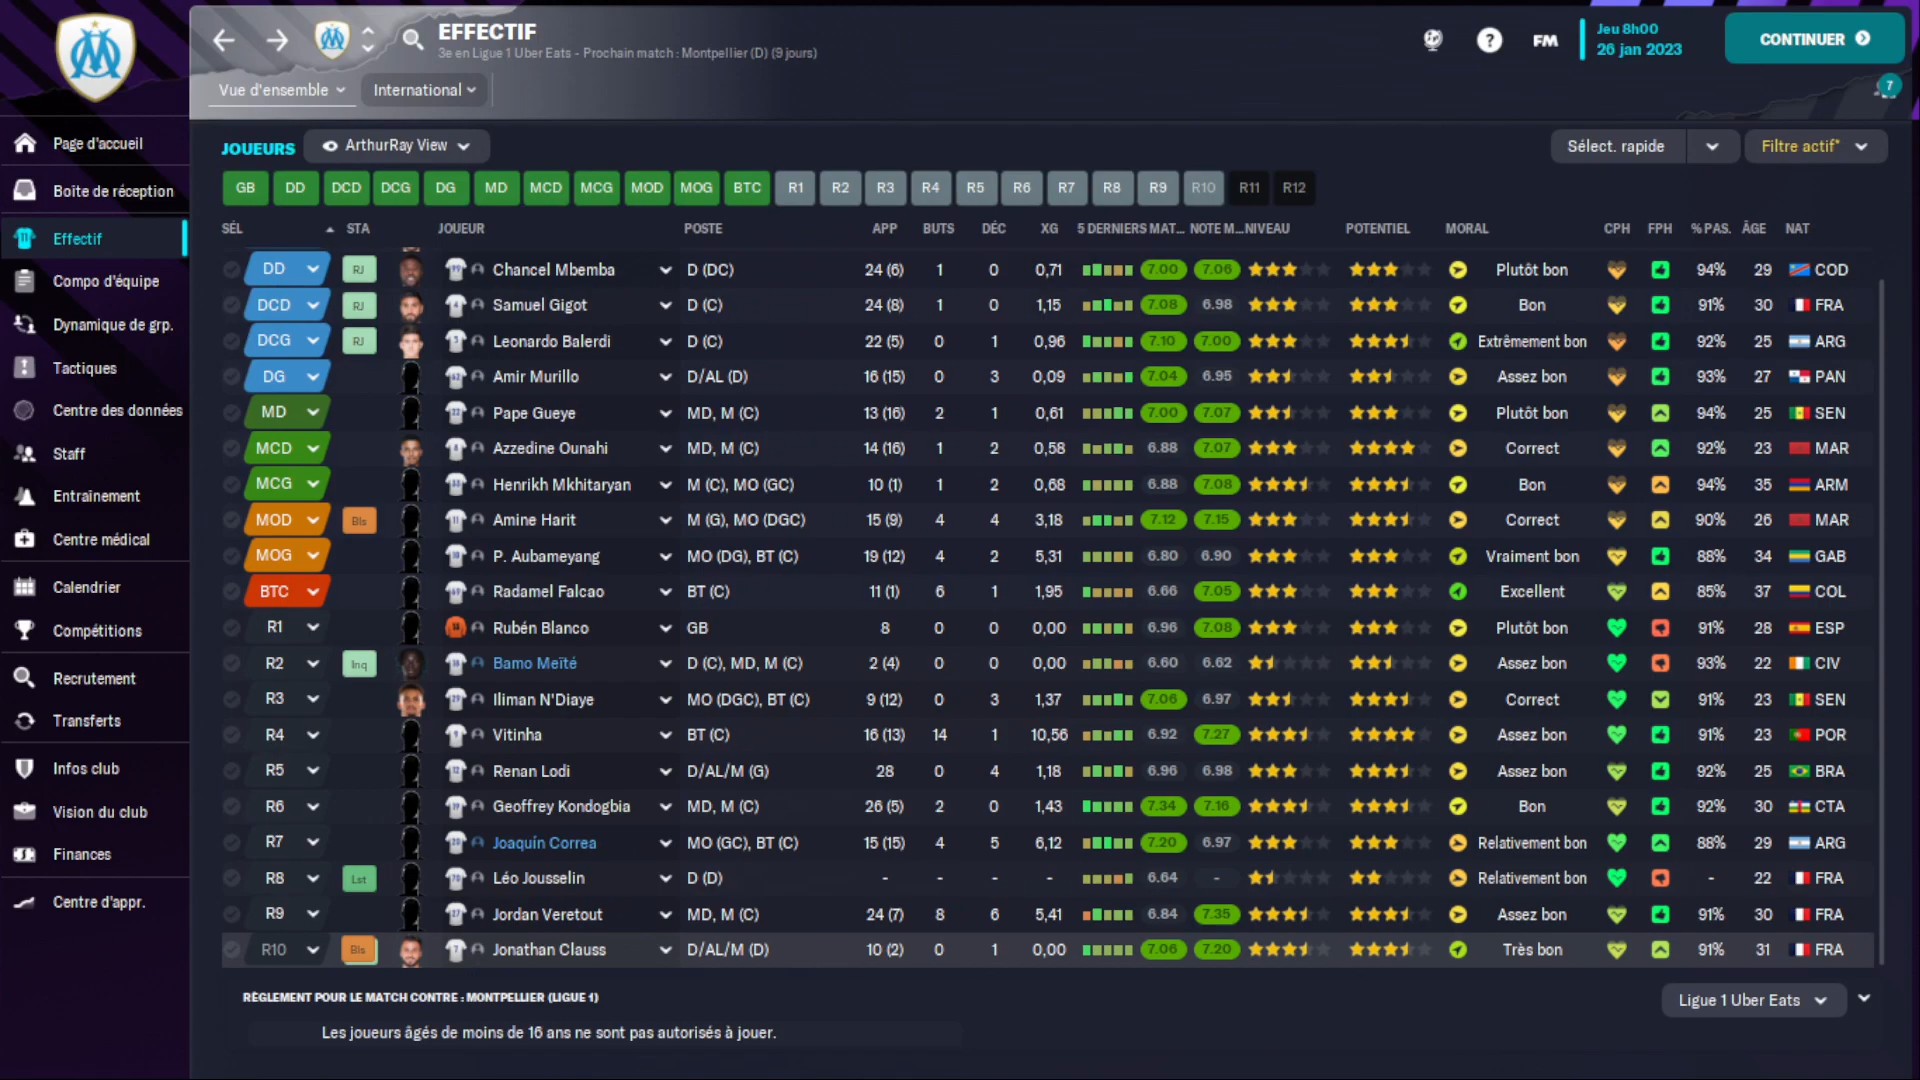 EFFECTIF
3e en Ligue 1 Uber Eats - Prochain match : Montpellier (D) (9 jours)
FM
Jeu 8h00
26 jan 2023
CONTINUER
Vue d'ensemble
International
7
Page d'accueil
Boîte de réception
Effectif
Compo d'équipe
Dynamique de grp.
Tactiques
Centre des données
Staff
Entraînement
Centre médical
Calendrier
Compétitions
Recrutement
Transferts
Infos club
Vision du club
Finances
Centre d'appr.
JOUEURS ArthurRay View Sélect. rapide Filtre actif*
GB DD DCD DCG DG MD MCD MCG MOD MOG BTC R1 R2 R3 R4 R5 R6 R7 R8 R9 R10 R11 R12
SÉL STA JOUEUR POSTE APP BUTS DÉC XG 5 DERNIERS MAT... NOTE M... NIVEAU POTENTIEL MORAL CPH FPH % PAS. ÂGE NAT
DD RJ Chancel Mbemba D (DC) 24 (6) 1 0 0,71 7.00 7.06 Plutôt bon 94% 29 COD
DCD RJ Samuel Gigot D (C) 24 (8) 1 0 1,15 7.08 6.98 Bon 91% 30 FRA
DCG RJ Leonardo Balerdi D (C) 22 (5) 0 1 0,96 7.10 7.00 Extrêmement bon 92% 25 ARG
DG Amir Murillo D/AL (D) 16 (15) 0 3 0,09 7.04 6.95 Assez bon 93% 27 PAN
MD Pape Gueye MD, M (C) 13 (16) 2 1 0,61 7.00 7.07 Plutôt bon 94% 25 SEN
MCD Azzedine Ounahi MD, M (C) 14 (16) 1 2 0,58 6.88 7.07 Correct 92% 23 MAR
MCG Henrikh Mkhitaryan M (C), MO (GC) 10 (1) 1 2 0,68 6.88 7.08 Bon 94% 35 ARM
MOD Bls Amine Harit M (G), MO (DGC) 15 (9) 4 4 3,18 7.12 7.15 Correct 90% 26 MAR
MOG P. Aubameyang MO (DG), BT (C) 19 (12) 4 2 5,31 6.80 6.90 Vraiment bon 88% 34 GAB
BTC Radamel Falcao BT (C) 11 (1) 6 1 1,95 6.66 7.05 Excellent 85% 37 COL
R1 Rubén Blanco GB 8 0 0 0,00 6.96 7.08 Plutôt bon 91% 28 ESP
R2 Inq Bamo Meïté D (C), MD, M (C) 2 (4) 0 0 0,00 6.60 6.62 Assez bon 93% 22 CIV
R3 Iliman N'Diaye MO (DGC), BT (C) 9 (12) 0 3 1,37 7.06 6.97 Correct 91% 23 SEN
R4 Vitinha BT (C) 16 (13) 14 1 10,56 6.92 7.27 Assez bon 91% 23 POR
R5 Renan Lodi D/AL/M (G) 28 0 4 1,18 6.96 6.98 Assez bon 92% 25 BRA
R6 Geoffrey Kondogbia MD, M (C) 26 (5) 2 0 1,43 7.34 7.16 Bon 92% 30 CTA
R7 Joaquín Correa MO (GC), BT (C) 15 (15) 4 5 6,12 7.20 6.97 Relativement bon 88% 29 ARG
R8 Lst Léo Jousselin D (D) - - - - 6.64 - Relativement bon - 22 FRA
R9 Jordan Veretout MD, M (C) 24 (7) 8 6 5,41 6.84 7.35 Assez bon 91% 30 FRA
R10 Bls Jonathan Clauss D/AL/M (D) 10 (2) 0 1 0,00 7.06 7.20 Très bon 91% 31 FRA
RÈGLEMENT POUR LE MATCH CONTRE : MONTPELLIER (LIGUE 1)
Ligue 1 Uber Eats
Les joueurs âgés de moins de 16 ans ne sont pas autorisés à jouer.